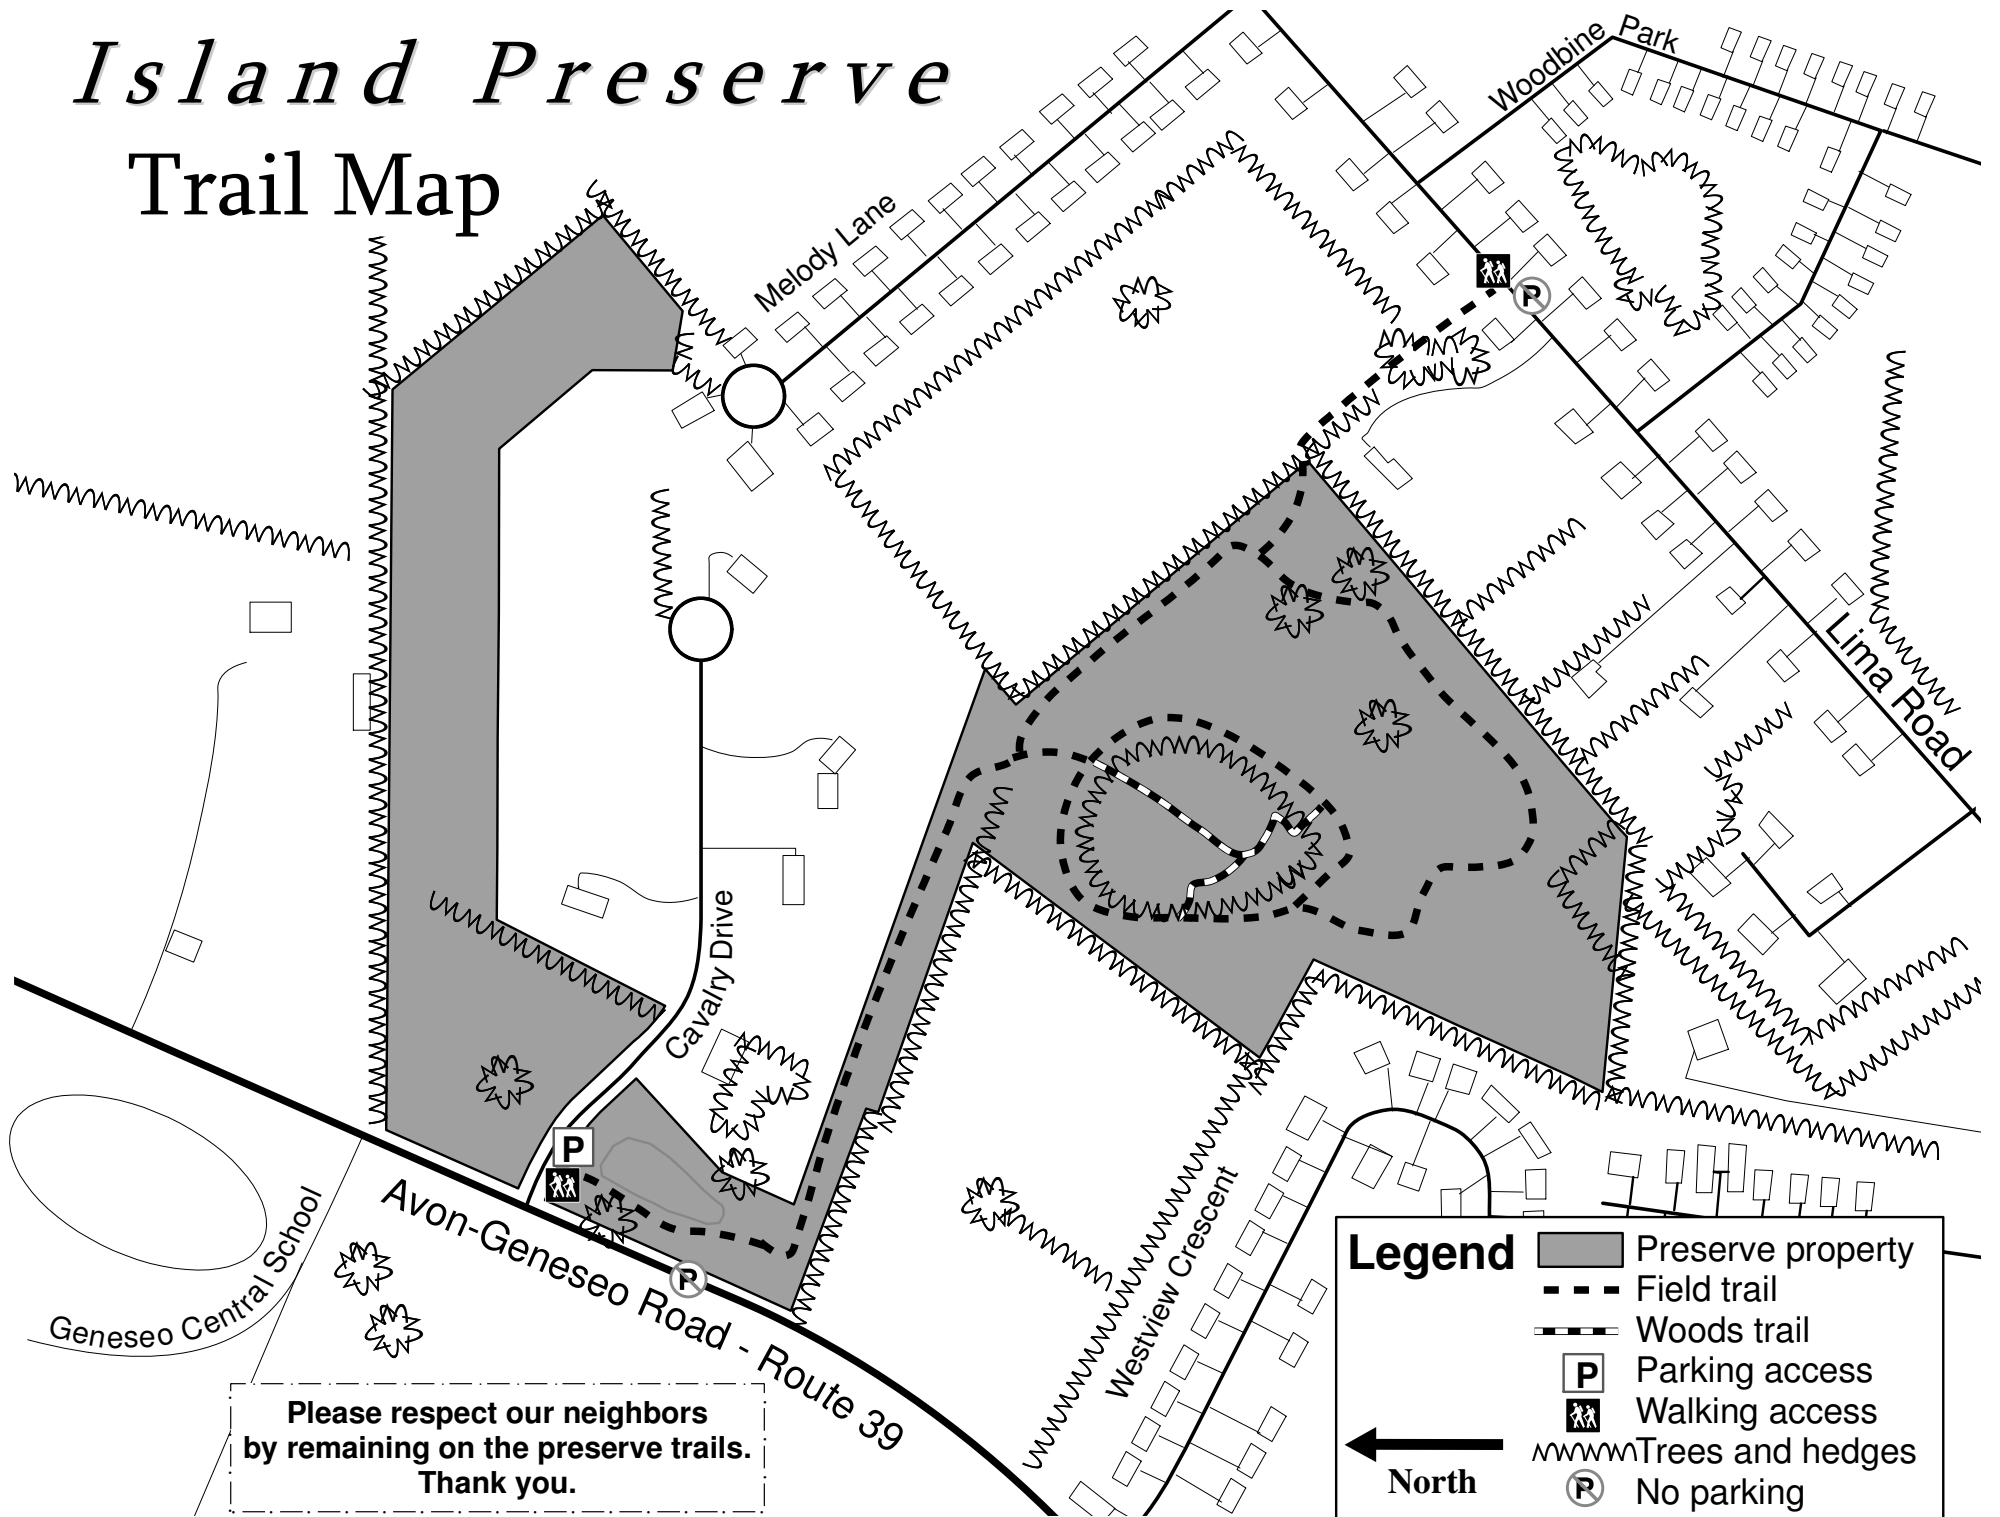 Island Preserve
Trail Map
Woodbine Park
Melody Lane
Lima Road
Cavalry Drive
P
P
P
Geneseo Central School
Avon-Geneseo Road - Route 39
Westview Crescent
Please respect our neighbors
by remaining on the preserve trails.
Thank you.
Legend
Preserve property
Field trail
Woods trail
P Parking access
Walking access
Trees and hedges
P No parking
North